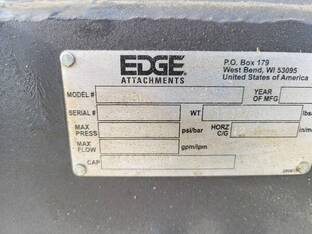 EDGE
ATTACHMENTS
P.O. Box 179
West Bend, WI 53095
United States of America
MODEL # YEAR OF MFG
SERIAL # WT lbs
MAX PRESS psi/bar HORZ C/G
MAX FLOW gpm/lpm
CAP